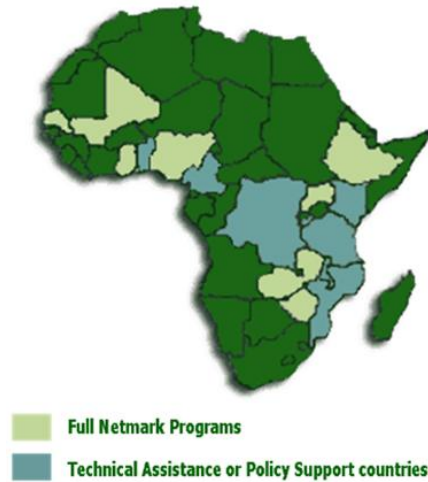 Full Netmark Programs
Technical Assistance or Policy Support countries